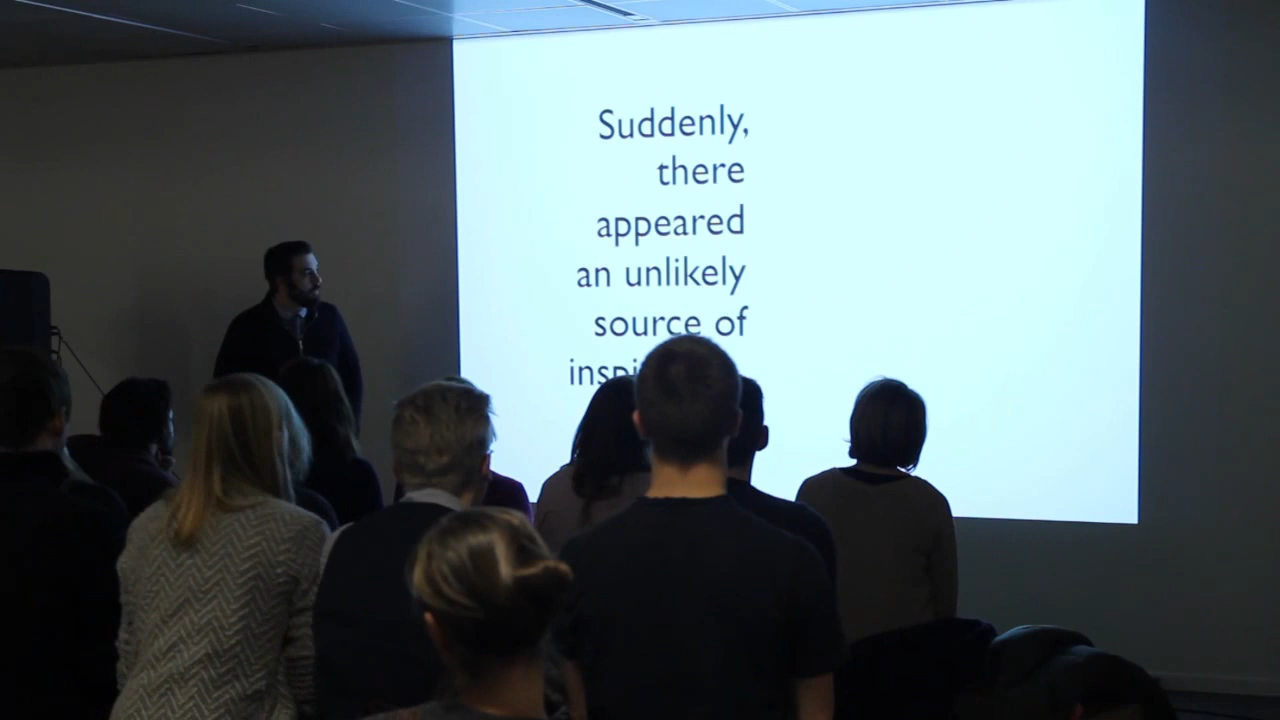 Suddenly,
there
appeared
an unlikely
source of